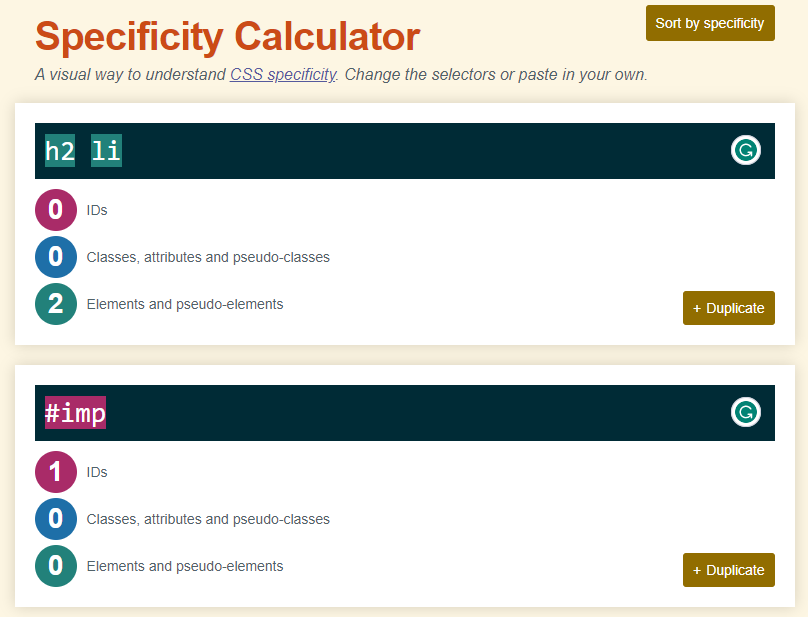 Specificity Calculator
Sort by specificity
A visual way to understand CSS specificity. Change the selectors or paste in your own.
h2 li
0 IDs
0 Classes, attributes and pseudo-classes
2 Elements and pseudo-elements
+ Duplicate
#imp
1 IDs
0 Classes, attributes and pseudo-classes
0 Elements and pseudo-elements
+ Duplicate